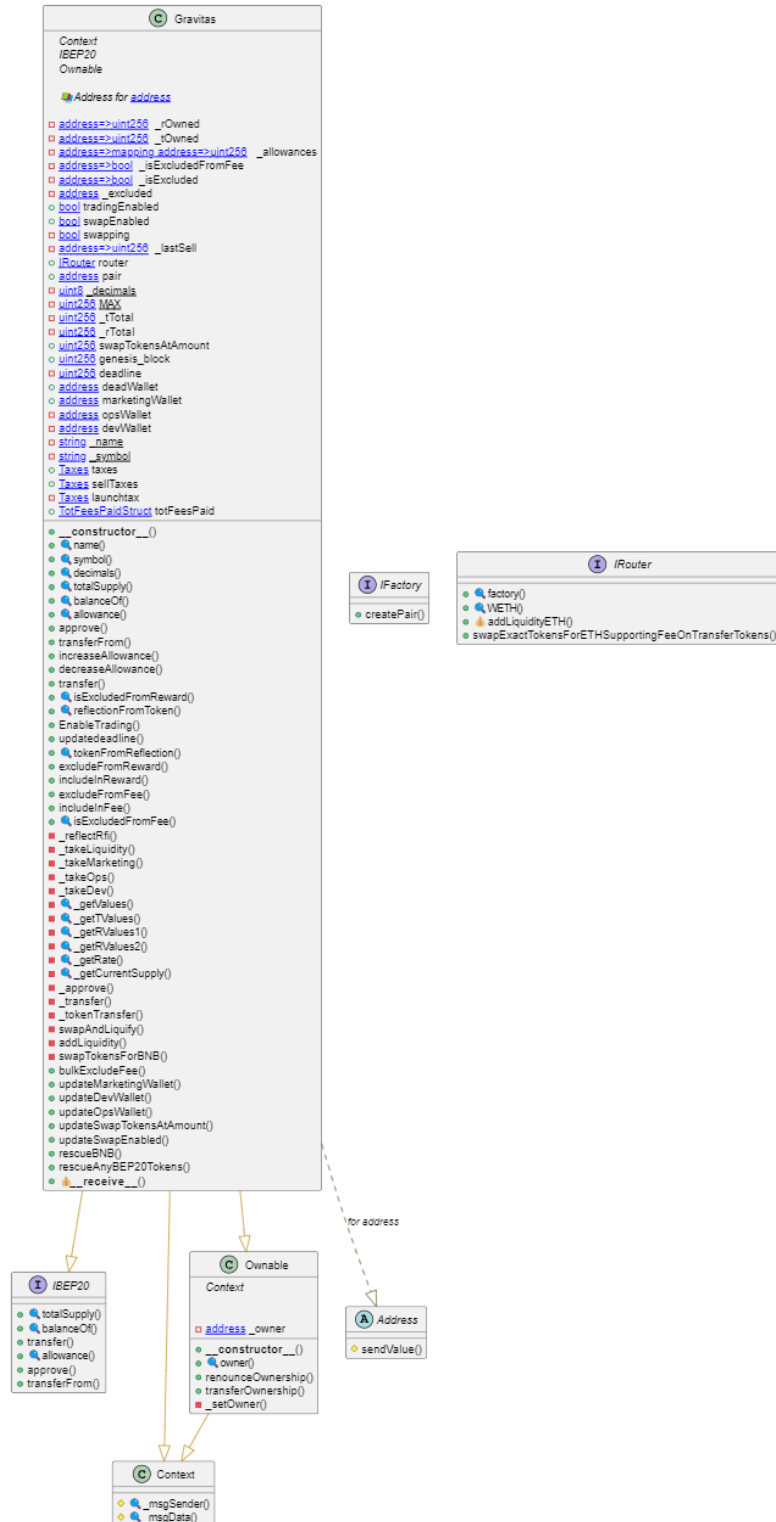 C Gravitas
Context
IBEP20
Ownable
Address for address
address=>uint256 _rOwned
address=>uint256 _tOwned
address=>mapping address=>uint256 _allowances
address=>bool _isExcludedFromFee
address=>bool _isExcluded
address _excluded
bool tradingEnabled
bool swapEnabled
bool swapping
address=>uint256 _lastSell
IRouter router
address pair
uint8 _decimals
uint256 MAX
uint256 _tTotal
uint256 _rTotal
uint256 swapTokensAtAmount
uint256 genesis_block
uint256 deadline
address deadWallet
address marketingWallet
address opsWallet
address devWallet
string _name
string _symbol
Taxes taxes
Taxes sellTaxes
Taxes launchtax
TotFeesPaidStruct totFeesPaid
__constructor__()
name()
symbol()
decimals()
totalSupply()
balanceOf()
allowance()
approve()
transferFrom()
increaseAllowance()
decreaseAllowance()
transfer()
isExcludedFromReward()
reflectionFromToken()
EnableTrading()
updatedeadline()
tokenFromReflection()
excludeFromReward()
includeInReward()
excludeFromFee()
includeInFee()
isExcludedFromFee()
_reflectRfi()
_takeLiquidity()
_takeMarketing()
_takeOps()
_takeDev()
_getValues()
_getTValues()
_getRValues1()
_getRValues2()
_getRate()
_getCurrentSupply()
_approve()
_transfer()
_tokenTransfer()
swapAndLiquify()
addLiquidity()
swapTokensForBNB()
bulkExcludeFee()
updateMarketingWallet()
updateDevWallet()
updateOpsWallet()
updateSwapTokensAtAmount()
updateSwapEnabled()
rescueBNB()
rescueAnyBEP20Tokens()
__receive__()
I IFactory
createPair()
I IRouter
factory()
WETH()
addLiquidityETH()
swapExactTokensForETHSupportingFeeOnTransferTokens()
for address
I IBEP20
totalSupply()
balanceOf()
transfer()
allowance()
approve()
transferFrom()
C Ownable
Context
address _owner
__constructor__()
owner()
renounceOwnership()
transferOwnership()
_setOwner()
A Address
sendValue()
C Context
_msgSender()
_msgData()